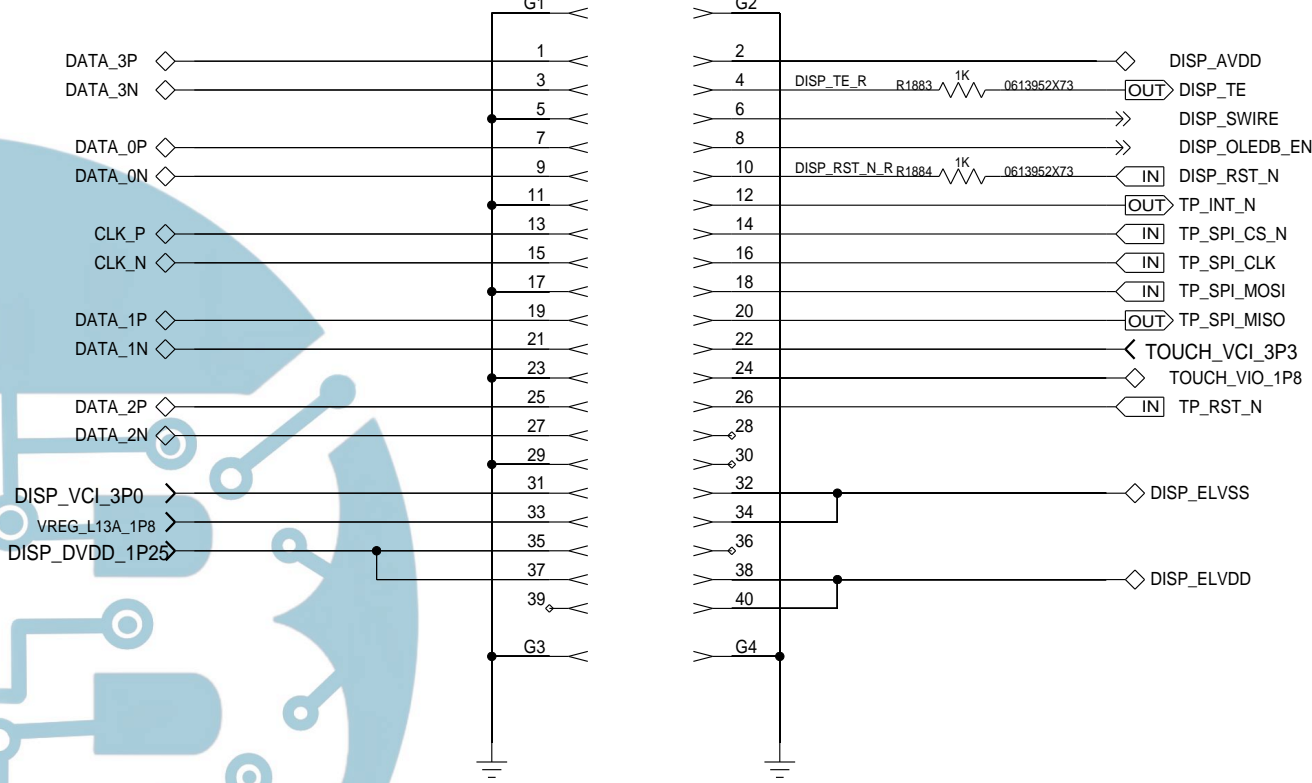 G1 G2
DATA_3P 1 2 DISP_AVDD
DATA_3N 3 4 DISP_TE_R R1883 1K 0613952X73 OUT DISP_TE
5 6 DISP_SWIRE
DATA_0P 7 8 DISP_OLEDB_EN
DATA_0N 9 10 DISP_RST_N_R R1884 1K 0613952X73 IN DISP_RST_N
11 12 OUT TP_INT_N
CLK_P 13 14 IN TP_SPI_CS_N
CLK_N 15 16 IN TP_SPI_CLK
17 18 IN TP_SPI_MOSI
DATA_1P 19 20 OUT TP_SPI_MISO
DATA_1N 21 22 TOUCH_VCI_3P3
23 24 TOUCH_VIO_1P8
DATA_2P 25 26 IN TP_RST_N
DATA_2N 27 28
29 30
DISP_VCI_3P0 31 32 DISP_ELVSS
VREG_L13A_1P8 33 34
DISP_DVDD_1P25 35 36
37 38 DISP_ELVDD
39 40
G3 G4